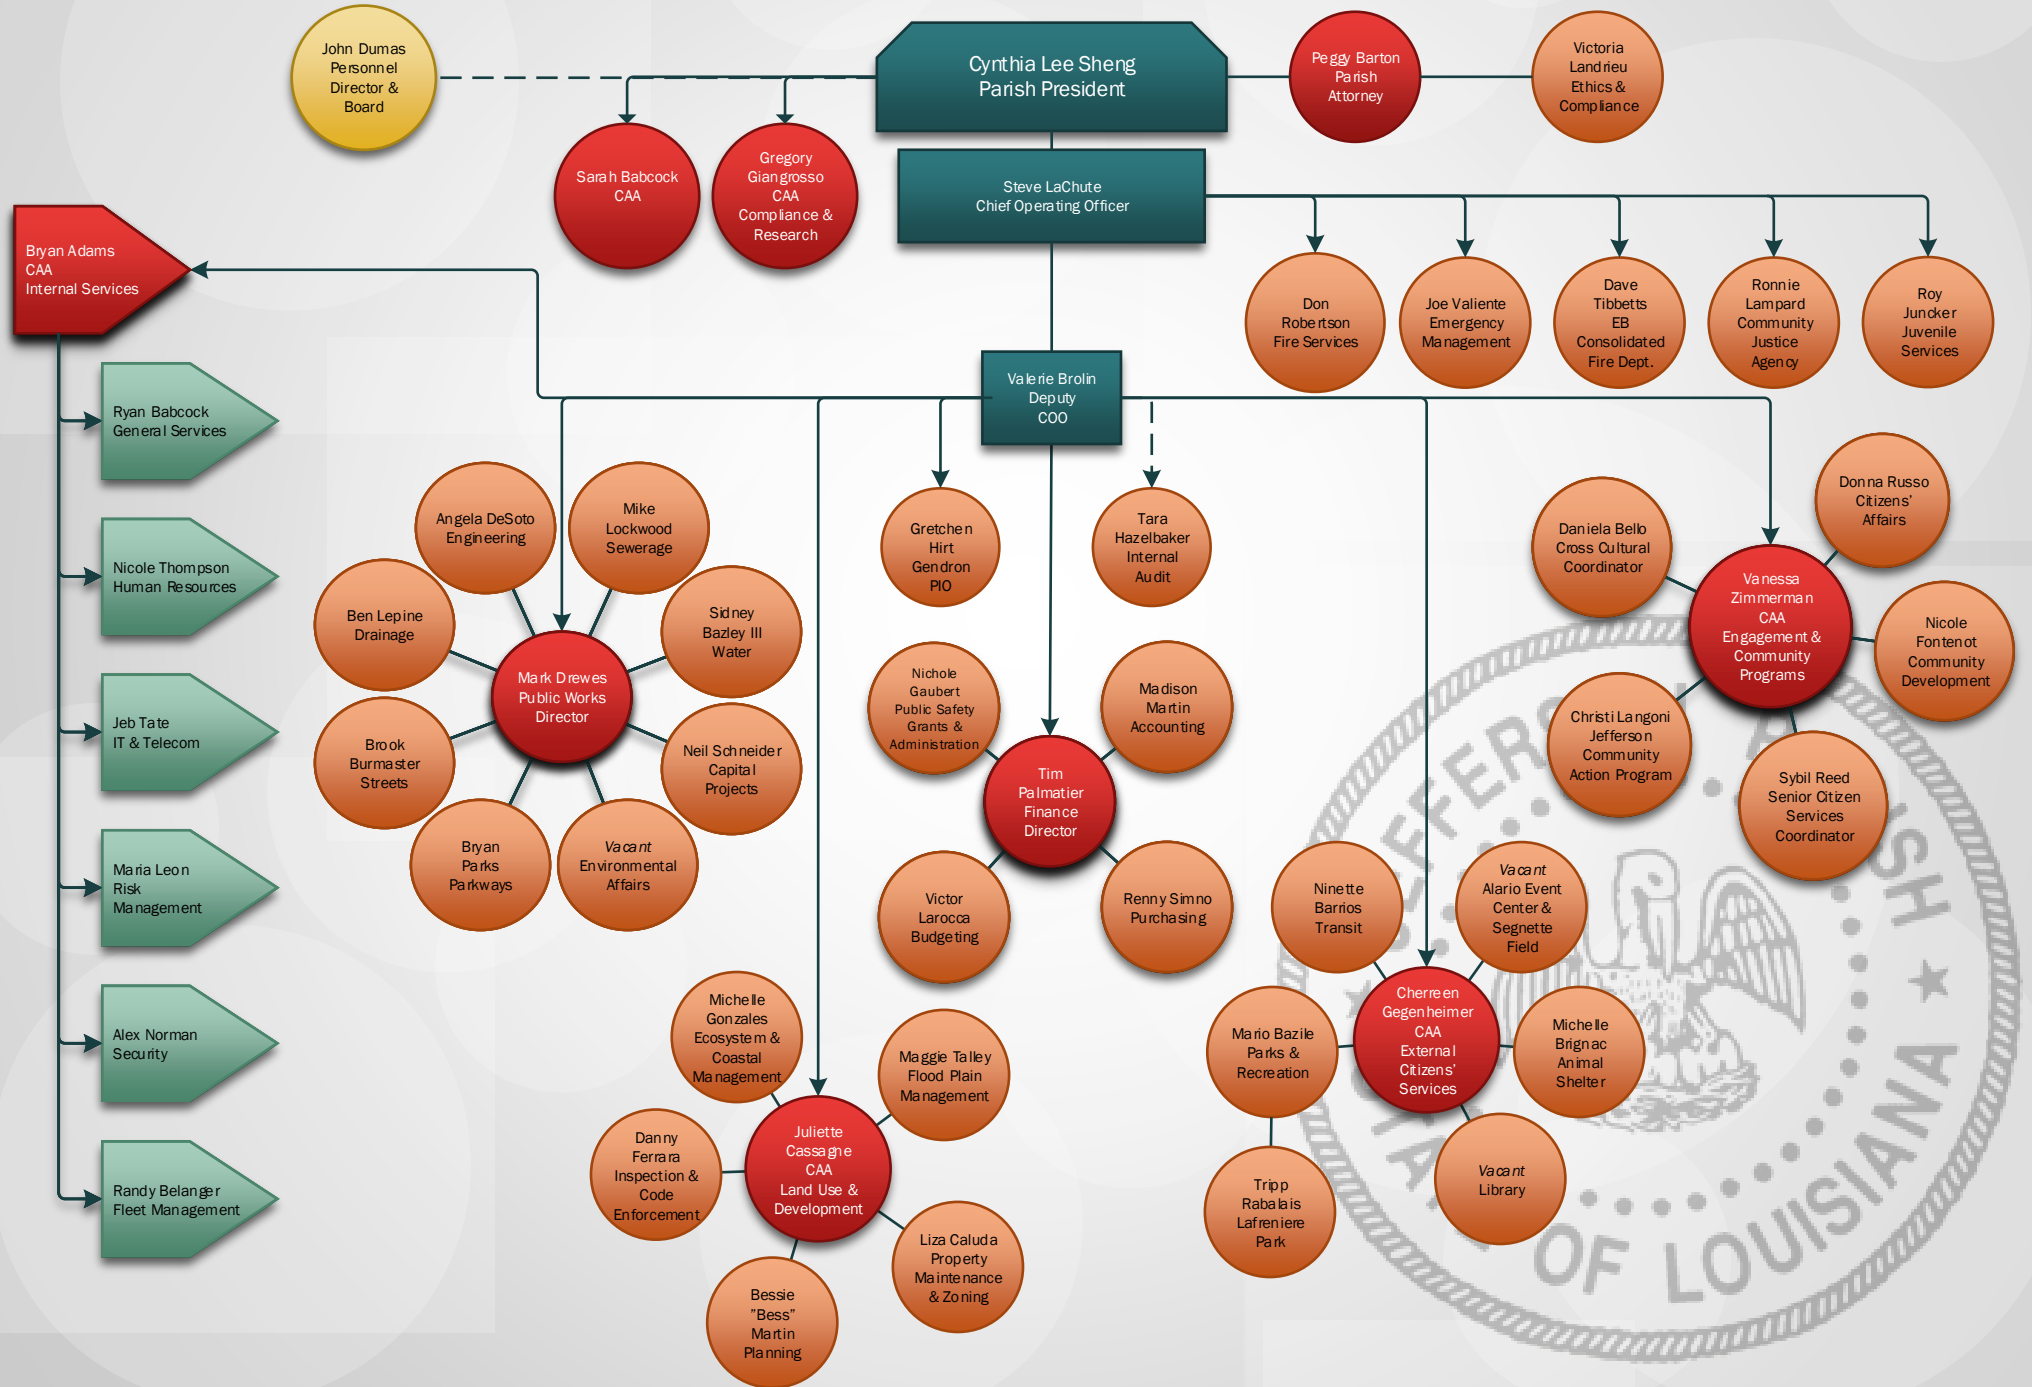 John Dumas
Personnel
Director &
Board
Cynthia Lee Sheng
Parish President
Peggy Barton
Parish
Attorney
Victoria
Landrieu
Ethics &
Compliance
Sarah Babcock
CAA
Gregory
Giangrosso
CAA
Compliance &
Research
Steve LaChute
Chief Operating Officer
Bryan Adams
CAA
Internal Services
Don
Robertson
Fire Services
Joe Valiente
Emergency
Management
Dave
Tibbetts
EB
Consolidated
Fire Dept.
Ronnie
Lampard
Community
Justice
Agency
Roy
Juncker
Juvenile
Services
Valerie Brolin
Deputy
COO
Ryan Babcock
General Services
Nicole Thompson
Human Resources
Jeb Tate
IT & Telecom
Maria Leon
Risk
Management
Alex Norman
Security
Randy Belanger
Fleet Management
Angela DeSoto
Engineering
Mike
Lockwood
Sewerage
Ben Lepine
Drainage
Sidney
Bazley III
Water
Mark Drewes
Public Works
Director
Brook
Burmaster
Streets
Neil Schneider
Capital
Projects
Bryan
Parks
Parkways
Vacant
Environmental
Affairs
Gretchen
Hirt
Gendron
PIO
Tara
Hazelbaker
Internal
Audit
Nichole
Gaubert
Public Safety
Grants &
Administration
Madison
Martin
Accounting
Tim
Palmatier
Finance
Director
Victor
Larocca
Budgeting
Renny Simno
Purchasing
Daniela Bello
Cross Cultural
Coordinator
Donna Russo
Citizens'
Affairs
Vanessa
Zimmerman
CAA
Engagement &
Community
Programs
Nicole
Fontenot
Community
Development
Christi Langoni
Jefferson
Community
Action Program
Sybil Reed
Senior Citizen
Services
Coordinator
Michelle
Gonzales
Ecosystem &
Coastal
Management
Maggie Talley
Flood Plain
Management
Danny
Ferrara
Inspection &
Code
Enforcement
Juliette
Cassagne
CAA
Land Use &
Development
Liza Caluda
Property
Maintenance
& Zoning
Bessie
"Bess"
Martin
Planning
Ninette
Barrios
Transit
Vacant
Alario Event
Center &
Segnette
Field
Mario Bazile
Parks &
Recreation
Cherreen
Gegenheimer
CAA
External
Citizens'
Services
Michelle
Brignac
Animal
Shelter
Tripp
Rabalais
Lafreniere
Park
Vacant
Library
OF LOUISIANA